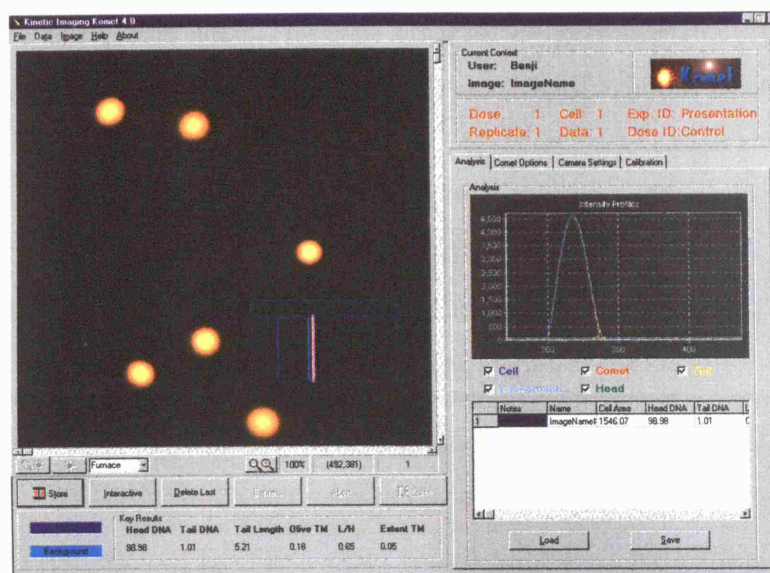 Kinetic Imaging Komet 4.0
File Data Image Help About
Current Context
User: Benji
Image: ImageName
Komet
Dose 1 Cell: 1 Exp. ID: Presentation
Replicate: 1 Data: 1 Dose ID: Control
Analysis Comet Options Camera Settings Calibration
Analysis
Intensity Profiles
4,500
4,000
3,500
3,000
2,500
2,000
1,500
1,000
500
0
300 350 400
Cell Comet Tail
Background Head
Notes Name Cell Area Head DNA Tail DNA L
1 ImageName# 1546.07 98.98 1.01 0
Furnace 100% (492,381) 1
Store Interactive Delete Last
Key Results
Head DNA Tail DNA Tail Length Olive TM L/H Extent TM
Background 98.98 1.01 5.21 0.16 0.65 0.05
Load Save